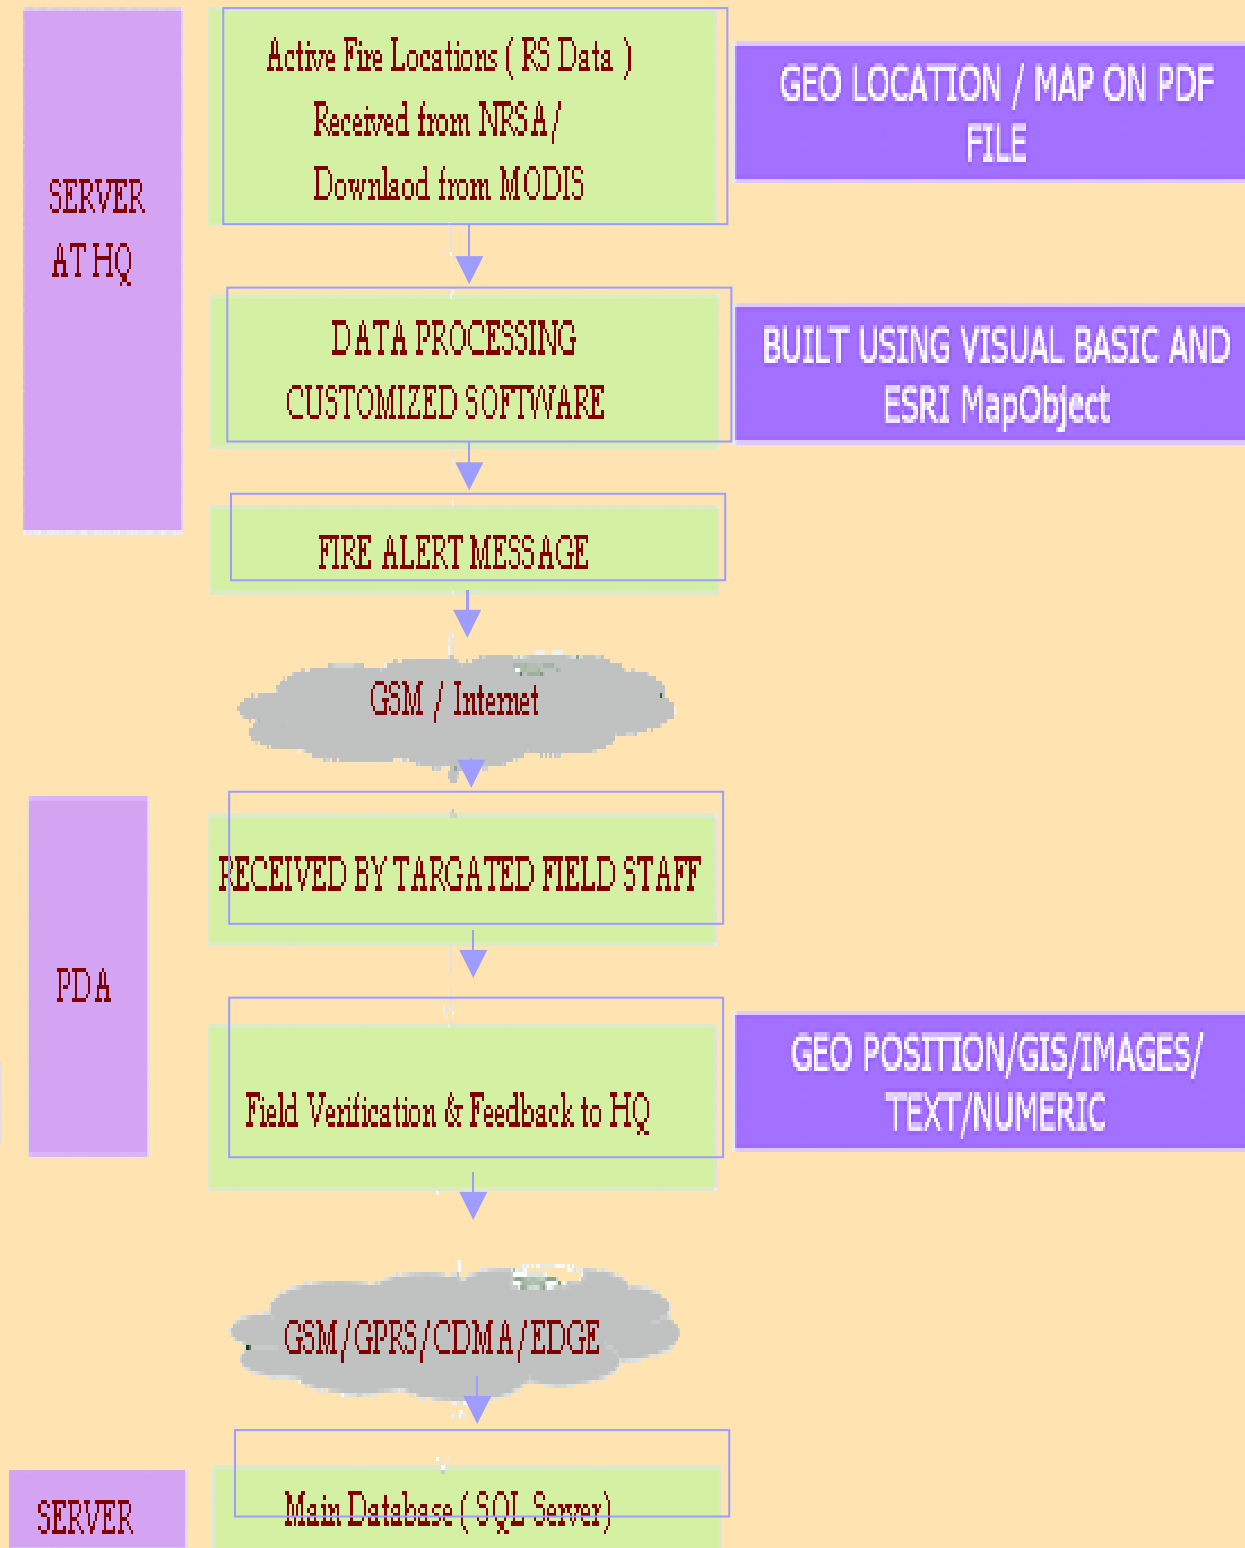 Active Fire Locations ( RS Data )
Received from NRSA/
Downlaod from MODIS
GEO LOCATION / MAP ON PDF
FILE
SERVER
AT HQ
DATA PROCESSING
CUSTOMIZED SOFTWARE
BUILT USING VISUAL BASIC AND
ESRI MapObject
FIRE ALERT MESSAGE
GSM / Internet
RECEIVED BY TARGATED FIELD STAFF
PDA
Field Verification & Feedback to HQ
GEO POSITION/GIS/IMAGES/
TEXT/NUMERIC
GSM/GPRS/CDMA/EDGE
SERVER
Main Database ( SQL Server)